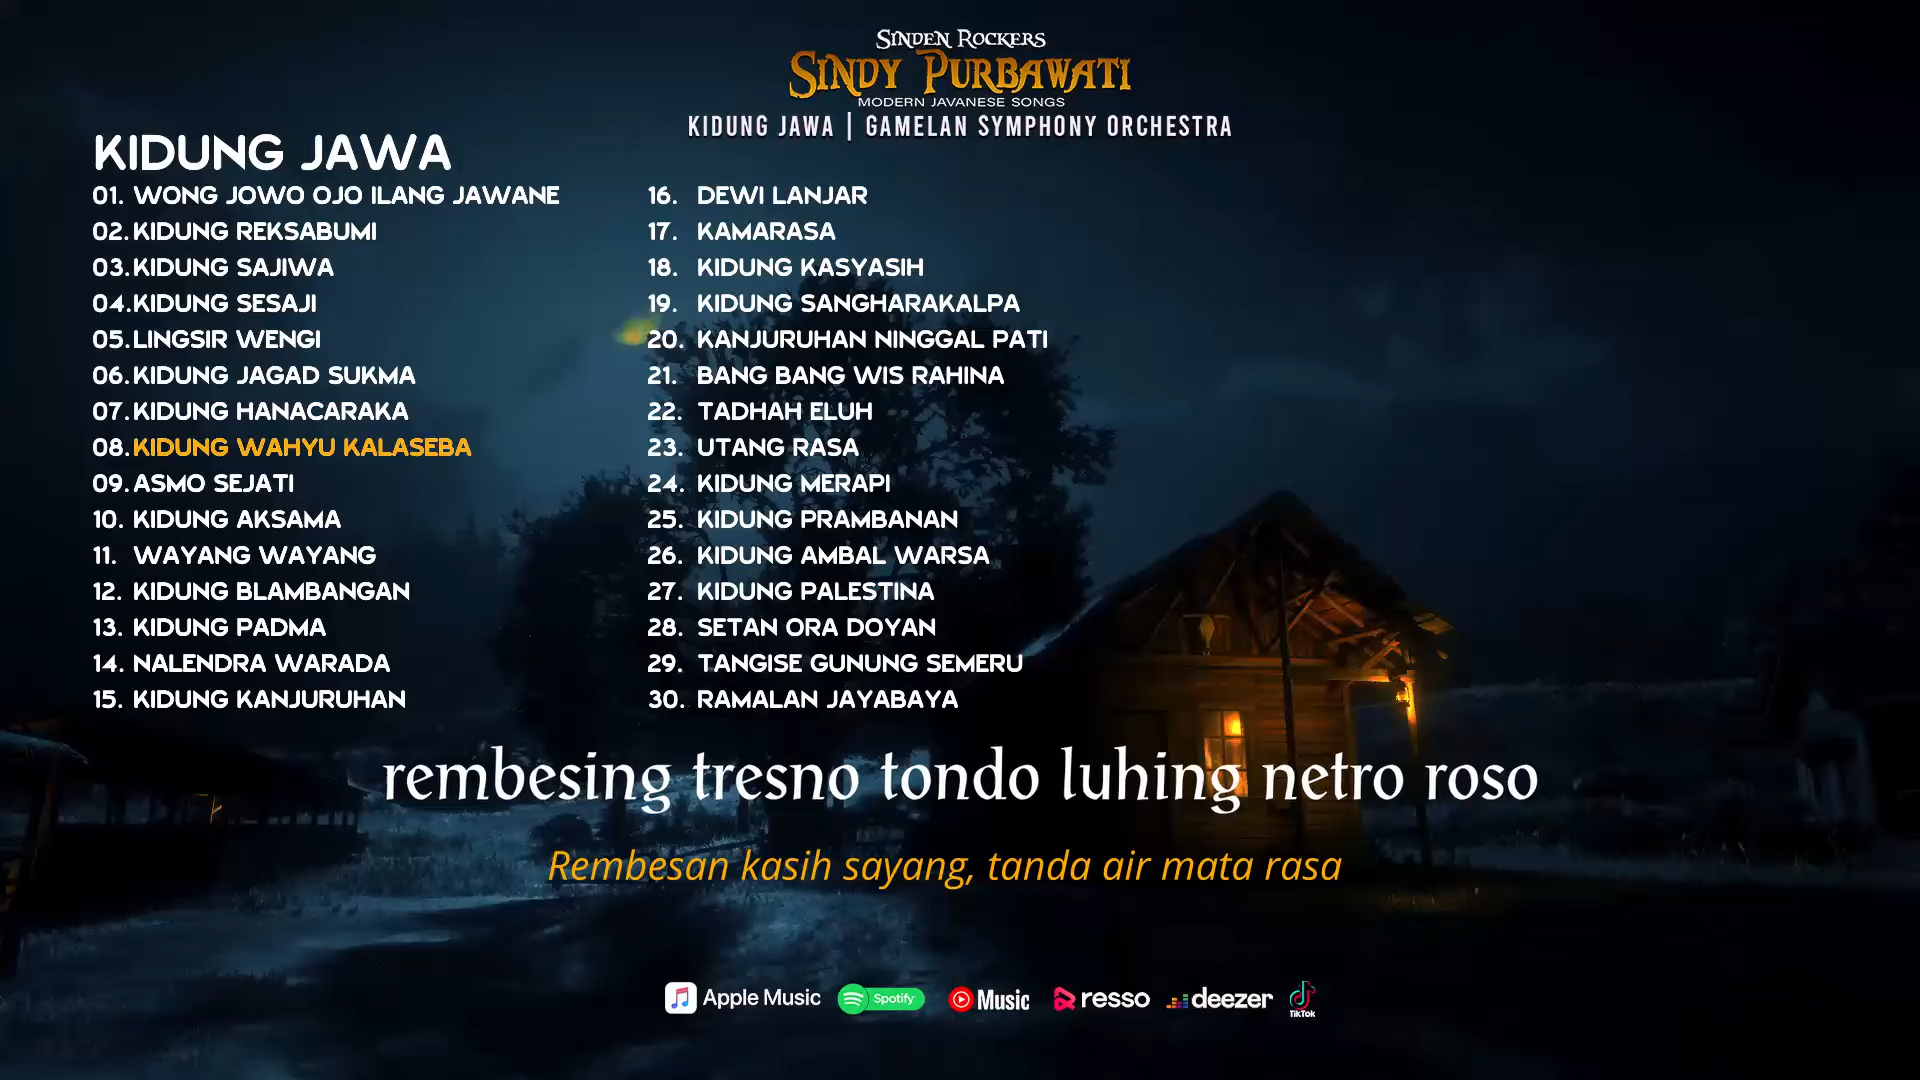 SINDEN ROCKERS
SINDY PURBAWATI
MODERN JAVANESE SONGS
KIDUNG JAWA | GAMELAN SYMPHONY ORCHESTRA
KIDUNG JAWA
01. WONG JOWO OJO ILANG JAWANE
02. KIDUNG REKSABUMI
03. KIDUNG SAJIWA
04. KIDUNG SESAJI
05. LINGSIR WENGI
06. KIDUNG JAGAD SUKMA
07. KIDUNG HANACARAKA
08. KIDUNG WAHYU KALASEBA
09. ASMO SEJATI
10. KIDUNG AKSAMA
11. WAYANG WAYANG
12. KIDUNG BLAMBANGAN
13. KIDUNG PADMA
14. NALENDRA WARADA
15. KIDUNG KANJURUHAN
16. DEWI LANJAR
17. KAMARASA
18. KIDUNG KASYASIH
19. KIDUNG SANGHARAKALPA
20. KANJURUHAN NINGGAL PATI
21. BANG BANG WIS RAHINA
22. TADHAH ELUH
23. UTANG RASA
24. KIDUNG MERAPI
25. KIDUNG PRAMBANAN
26. KIDUNG AMBAL WARSA
27. KIDUNG PALESTINA
28. SETAN ORA DOYAN
29. TANGISE GUNUNG SEMERU
30. RAMALAN JAYABAYA
rembesing tresno tondo luhing netro roso
Rembesan kasih sayang, tanda air mata rasa
Apple Music Spotify Music resso deezer TikTok